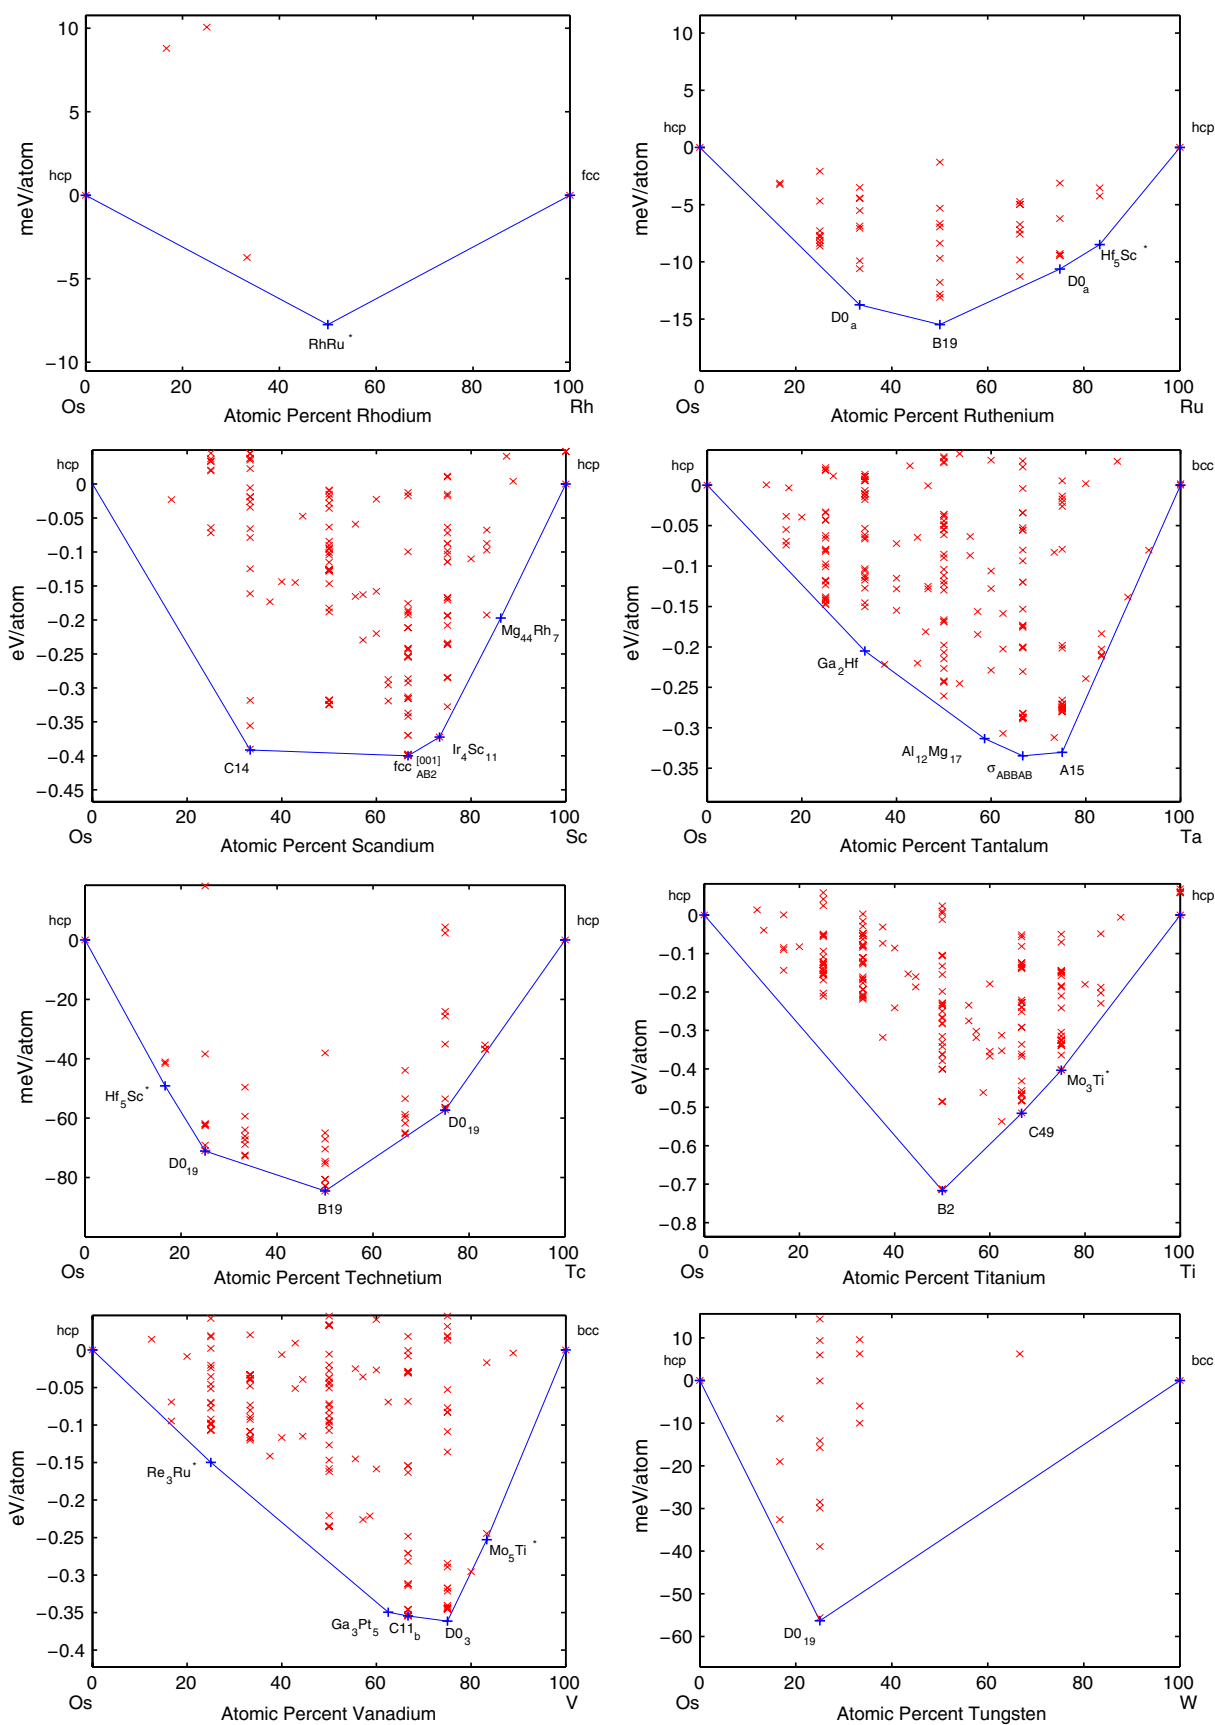 10
5
0
−5
−10
meV/atom
hcp
fcc
RhRu*
0 20 40 60 80 100
Os Atomic Percent Rhodium Rh
10
5
0
−5
−10
−15
meV/atom
hcp
hcp
D0a
B19
D0a
Hf5Sc*
0 20 40 60 80 100
Os Atomic Percent Ruthenium Ru
0
−0.05
−0.1
−0.15
−0.2
−0.25
−0.3
−0.35
−0.4
−0.45
eV/atom
hcp
hcp
C14
fcc[001]AB2
Ir4Sc11
Mg44Rh7
0 20 40 60 80 100
Os Atomic Percent Scandium Sc
0
−0.05
−0.1
−0.15
−0.2
−0.25
−0.3
−0.35
eV/atom
hcp
bcc
Ga2Hf
Al12Mg17
σABBAB
A15
0 20 40 60 80 100
Os Atomic Percent Tantalum Ta
0
−20
−40
−60
−80
meV/atom
hcp
hcp
Hf5Sc*
D019
B19
D019
0 20 40 60 80 100
Os Atomic Percent Technetium Tc
0
−0.1
−0.2
−0.3
−0.4
−0.5
−0.6
−0.7
−0.8
eV/atom
hcp
hcp
B2
C49
Mo3Ti*
0 20 40 60 80 100
Os Atomic Percent Titanium Ti
0
−0.05
−0.1
−0.15
−0.2
−0.25
−0.3
−0.35
−0.4
eV/atom
hcp
bcc
Re3Ru*
Ga3Pt5
C11b
D03
Mo5Ti*
0 20 40 60 80 100
Os Atomic Percent Vanadium V
10
0
−10
−20
−30
−40
−50
−60
meV/atom
hcp
bcc
D019
0 20 40 60 80 100
Os Atomic Percent Tungsten W